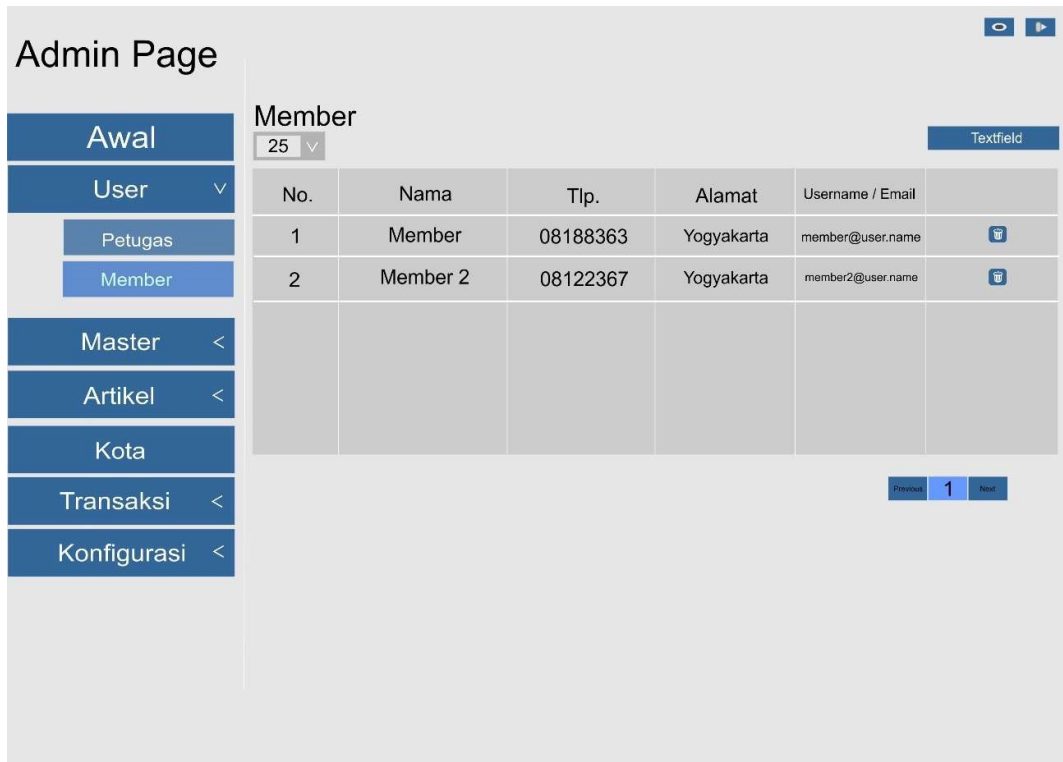 Admin Page
Awal
User
Petugas
Member
Master <
Artikel <
Kota
Transaksi <
Konfigurasi <
Member
25
Textfield
No. Nama Tlp. Alamat Username / Email
1 Member 08188363 Yogyakarta member@user.name
2 Member 2 08122367 Yogyakarta member2@user.name
Previous 1 Next